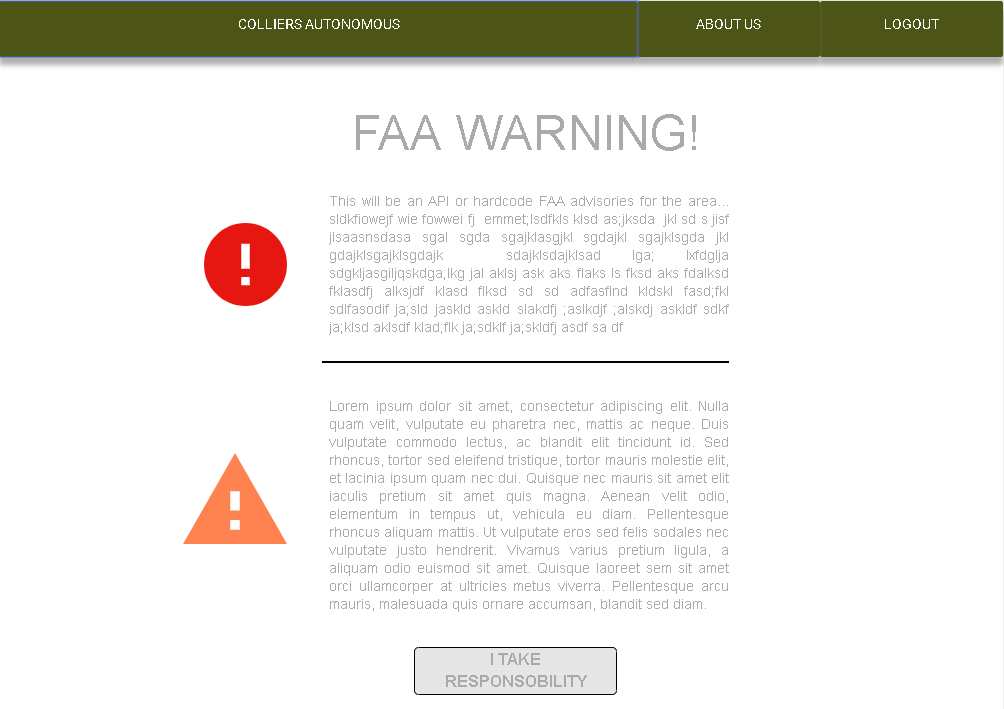 COLLIERS AUTONOMOUS ABOUT US LOGOUT
FAA WARNING!
This will be an API or hardcode FAA advisories for the area...
sldkfiowejf wie fowwei fj emmet;lsdfkls klsd as;jksda jkl sd s jisf
jlsaasnsdasa sgal sgda sgajklasgjkl sgdajkl sgajklsgda jkl
gdajklsgajklsgdajk sdajklsdajklsad lga; lxfdglja
sdgkljasgiljqskdga;lkg jal aklsj ask aks flaks ls fksd aks fdalksd
fklasdfj alksjdf klasd flksd sd sd adfasflnd kldskl fasd;fkl
sdlfasodif ja;sld jaskld askld slakdfj ;aslkdjf ;alskdj askldf sdkf
ja;klsd aklsdf klad;flk ja;sdklf ja;skldfj asdf sa df
Lorem ipsum dolor sit amet, consectetur adipiscing elit. Nulla
quam velit, vulputate eu pharetra nec, mattis ac neque. Duis
vulputate commodo lectus, ac blandit elit tincidunt id. Sed
rhoncus, tortor sed eleifend tristique, tortor mauris molestie elit,
et lacinia ipsum quam nec dui. Quisque nec mauris sit amet elit
iaculis pretium sit amet quis magna. Aenean velit odio,
elementum in tempus ut, vehicula eu diam. Pellentesque
rhoncus aliquam mattis. Ut vulputate eros sed felis sodales nec
vulputate justo hendrerit. Vivamus varius pretium ligula, a
aliquam odio euismod sit amet. Quisque laoreet sem sit amet
orci ullamcorper at ultricies metus viverra. Pellentesque arcu
mauris, malesuada quis ornare accumsan, blandit sed diam.
I TAKE
RESPONSOBILITY